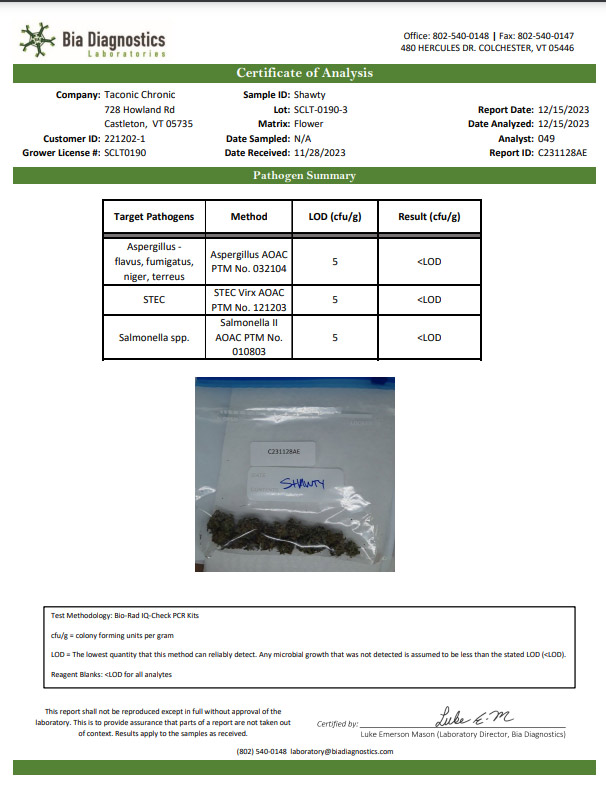 Bia Diagnostics
Laboratories
Office: 802-540-0148 | Fax: 802-540-0147
480 HERCULES DR. COLCHESTER, VT 05446
Certificate of Analysis
Company: Taconic Chronic
728 Howland Rd
Castleton, VT 05735
Customer ID: 221202-1
Grower License #: SCLT0190
Sample ID: Shawty
Lot: SCLT-0190-3
Matrix: Flower
Date Sampled: N/A
Date Received: 11/28/2023
Report Date: 12/15/2023
Date Analyzed: 12/15/2023
Analyst: 049
Report ID: C231128AE
Pathogen Summary
Target Pathogens Method LOD (cfu/g) Result (cfu/g)
Aspergillus -
flavus, fumigatus,
niger, terreus
Aspergillus AOAC
PTM No. 032104
5 <LOD
STEC
STEC Virx AOAC
PTM No. 121203
5 <LOD
Salmonella spp.
Salmonella II
AOAC PTM No.
010803
5 <LOD
C231128AE
SHAWTY
Test Methodology: Bio-Rad IQ-Check PCR Kits
cfu/g = colony forming units per gram
LOD = The lowest quantity that this method can reliably detect. Any microbial growth that was not detected is assumed to be less than the stated LOD (<LOD).
Reagent Blanks: <LOD for all analytes
This report shall not be reproduced except in full without approval of the
laboratory. This is to provide assurance that parts of a report are not taken out
of context. Results apply to the samples as received.
Certified by: Luke E. M
Luke Emerson Mason (Laboratory Director, Bia Diagnostics)
(802) 540-0148 laboratory@biadiagnostics.com